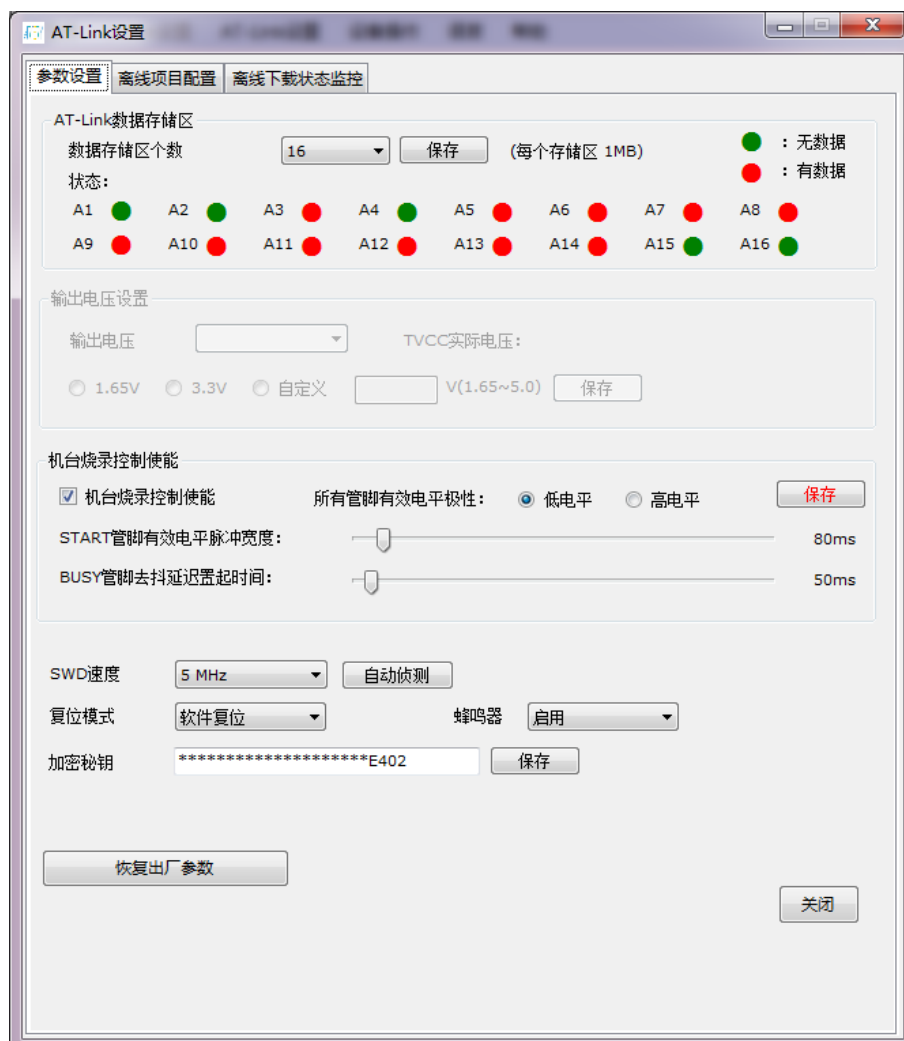 AT-Link设置
参数设置 离线项目配置 离线下载状态监控
AT-Link数据存储区
数据存储区个数 16 保存 (每个存储区 1MB)
：无数据
：有数据
状态：
A1 A2 A3 A4 A5 A6 A7 A8
A9 A10 A11 A12 A13 A14 A15 A16
输出电压设置
输出电压 TVCC实际电压：
1.65V 3.3V 自定义 V(1.65~5.0) 保存
机台烧录控制使能
机台烧录控制使能 所有管脚有效电平极性： 低电平 高电平 保存
START管脚有效电平脉冲宽度： 80ms
BUSY管脚去抖延迟置起时间： 50ms
SWD速度 5 MHz 自动侦测
复位模式 软件复位 蜂鸣器 启用
加密秘钥 ********************E402 保存
恢复出厂参数
关闭